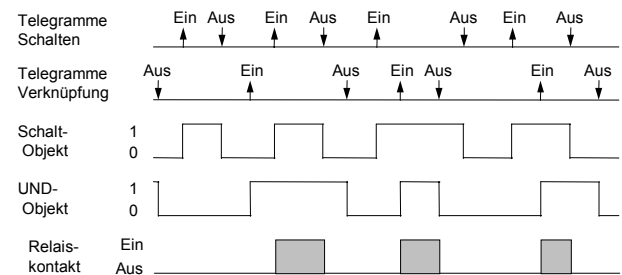 Telegramme Schalten
Ein Aus Ein Aus Ein Aus Ein Aus
Telegramme Verknüpfung
Aus Ein Aus Ein Aus Ein Aus
Schalt-
Objekt
1
0
UND-
Objekt
1
0
Relais-
kontakt
Ein
Aus